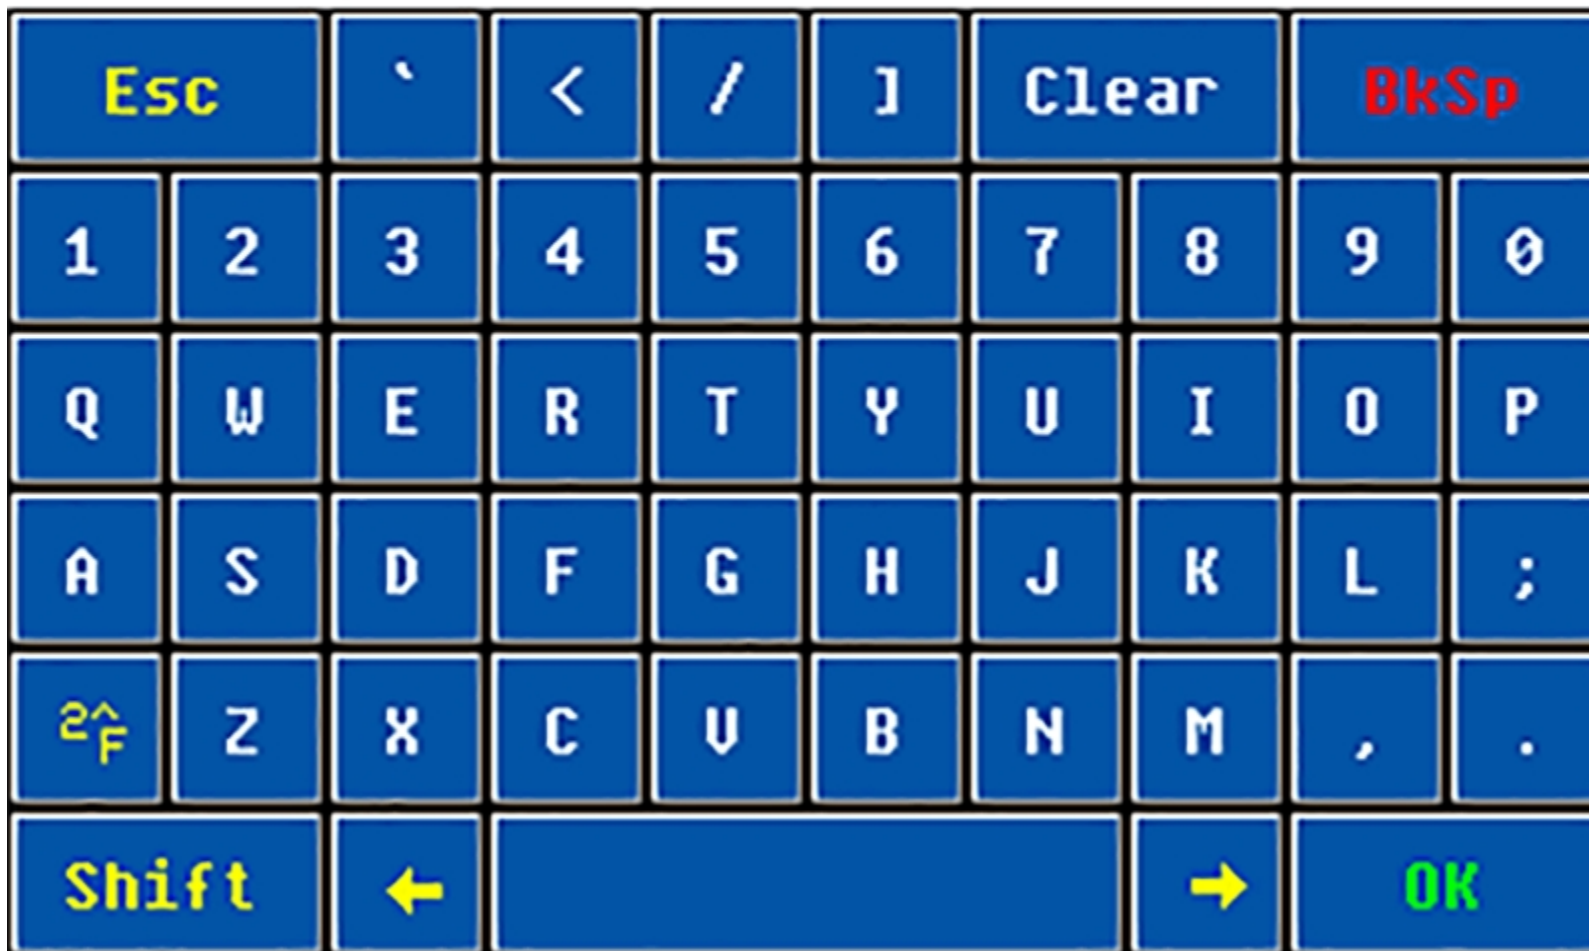 Esc ` < / ] Clear BkSp
1 2 3 4 5 6 7 8 9 0
Q W E R T Y U I O P
A S D F G H J K L ;
2^F Z X C V B N M , .
Shift ← → OK